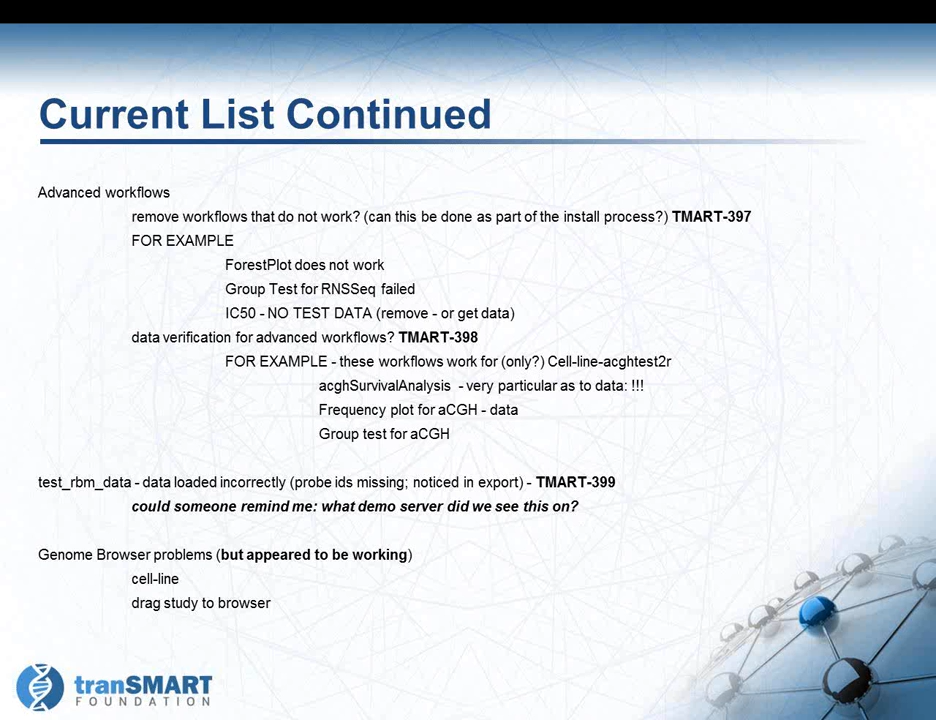 Current List Continued
Advanced workflows
remove workflows that do not work? (can this be done as part of the install process?) TMART-397
FOR EXAMPLE
ForestPlot does not work
Group Test for RNSSeq failed
IC50 - NO TEST DATA (remove - or get data)
data verification for advanced workflows? TMART-398
FOR EXAMPLE - these workflows work for (only?) Cell-line-acghtest2r
acghSurvivalAnalysis - very particular as to data: !!!
Frequency plot for aCGH - data
Group test for aCGH
test_rbm_data - data loaded incorrectly (probe ids missing; noticed in export) - TMART-399
could someone remind me: what demo server did we see this on?
Genome Browser problems (but appeared to be working)
cell-line
drag study to browser
tranSMART
FOUNDATION